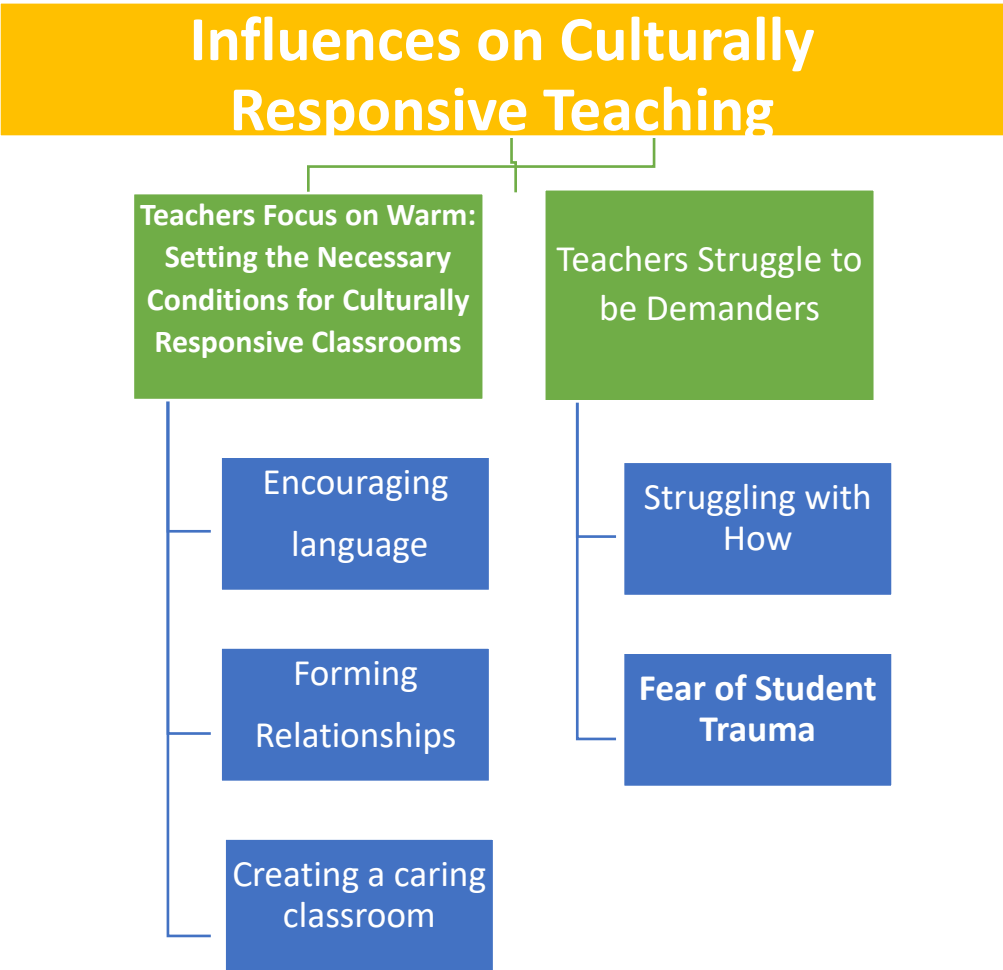 Influences on Culturally
Responsive Teaching
Teachers Focus on Warm:
Setting the Necessary
Conditions for Culturally
Responsive Classrooms
Encouraging
language
Forming
Relationships
Creating a caring
classroom
Teachers Struggle to
be Demanders
Struggling with
How
Fear of Student
Trauma